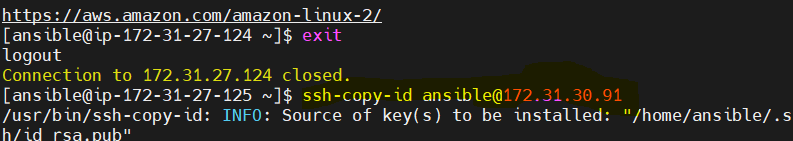 https://aws.amazon.com/amazon-linux-2/
[ansible@ip-172-31-27-124 ~]$ exit
logout
Connection to 172.31.27.124 closed.
[ansible@ip-172-31-27-125 ~]$ ssh-copy-id ansible@172.31.30.91
/usr/bin/ssh-copy-id: INFO: Source of key(s) to be installed: "/home/ansible/.s
h/id_rsa.pub"